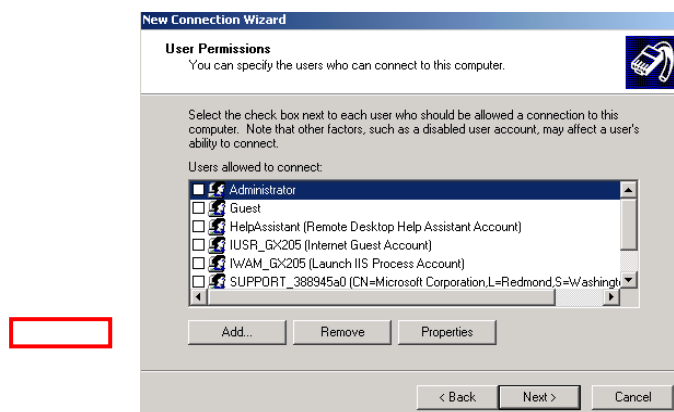 New Connection Wizard
User Permissions
You can specify the users who can connect to this computer.
Select the check box next to each user who should be allowed a connection to this
computer. Note that other factors, such as a disabled user account, may affect a user's
ability to connect.
Users allowed to connect:
Administrator
Guest
HelpAssistant (Remote Desktop Help Assistant Account)
IUSR_GX205 (Internet Guest Account)
IWAM_GX205 (Launch IIS Process Account)
SUPPORT_388945a0 (CN=Microsoft Corporation,L=Redmond,S=Washingt
Add...
Remove
Properties
< Back
Next >
Cancel